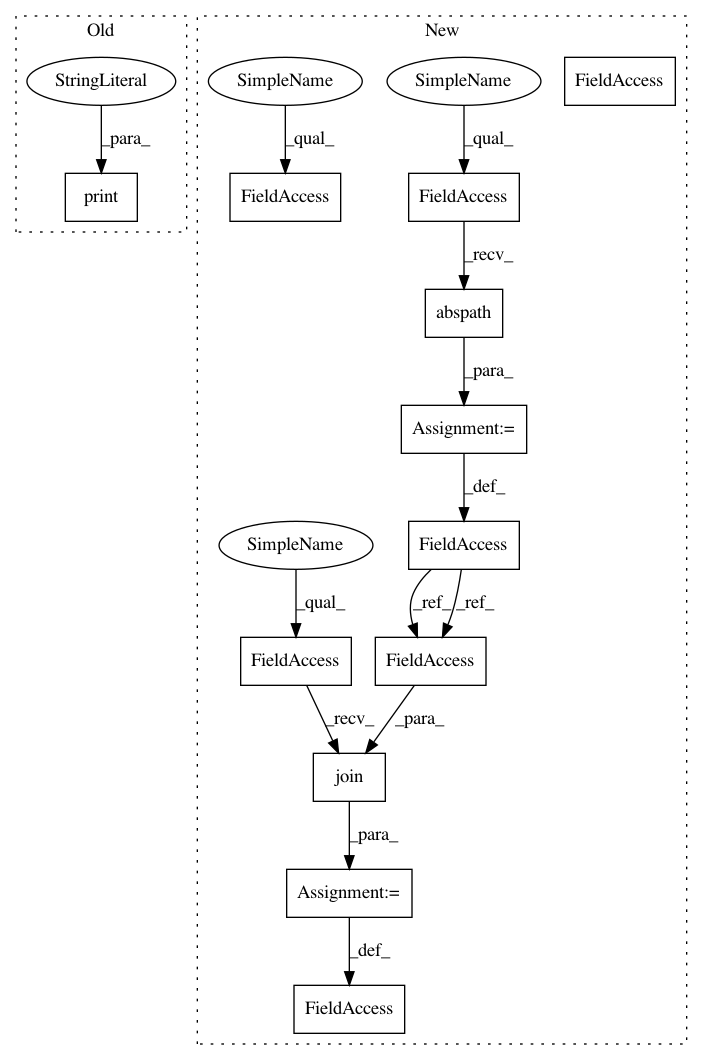 Old
New
StringLiteral
SimpleName
SimpleName
FieldAccess
_para_
_qual_
_qual_
print
FieldAccess
FieldAccess
_recv_
abspath
_para_
Assignment:=
_def_
SimpleName
FieldAccess
_qual_
_ref_
_ref_
FieldAccess
FieldAccess
_recv_
_para_
join
_para_
Assignment:=
_def_
FieldAccess